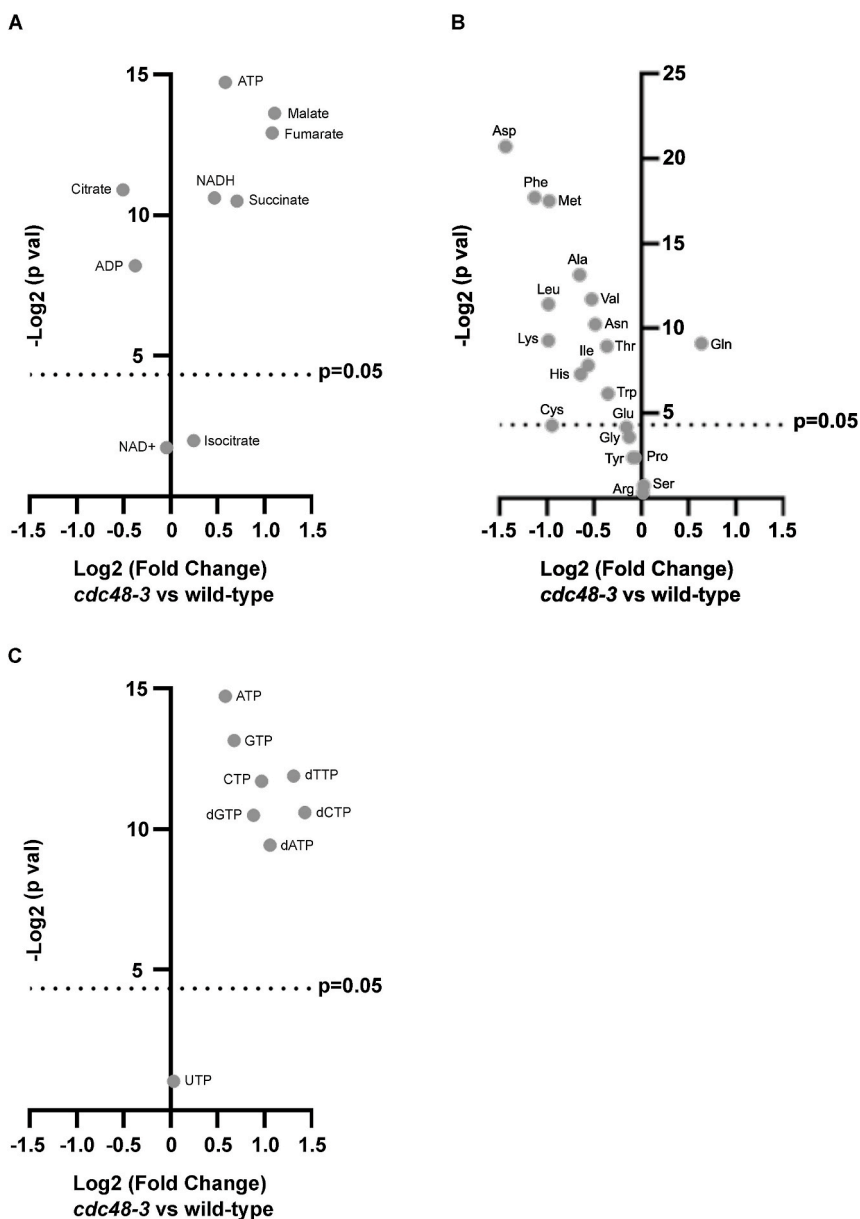 A
15
10
5
-Log2 (p val)
ATP
Malate
Fumarate
Citrate
NADH
Succinate
ADP
p=0.05
NAD+
Isocitrate
-1.5 -1.0 -0.5 0 0.5 1.0 1.5
Log2 (Fold Change)
cdc48-3 vs wild-type
B
25
20
15
10
5
-Log2 (p val)
Asp
Phe
Met
Ala
Leu
Val
Asn
Lys
Thr
Gln
Ile
His
Trp
Cys
Glu
p=0.05
Gly
Tyr
Pro
Ser
Arg
-1.5 -1.0 -0.5 0 0.5 1.0 1.5
Log2 (Fold Change)
cdc48-3 vs wild-type
C
15
10
5
-Log2 (p val)
ATP
GTP
CTP
dTTP
dGTP
dCTP
dATP
p=0.05
UTP
-1.5 -1.0 -0.5 0 0.5 1.0 1.5
Log2 (Fold Change)
cdc48-3 vs wild-type